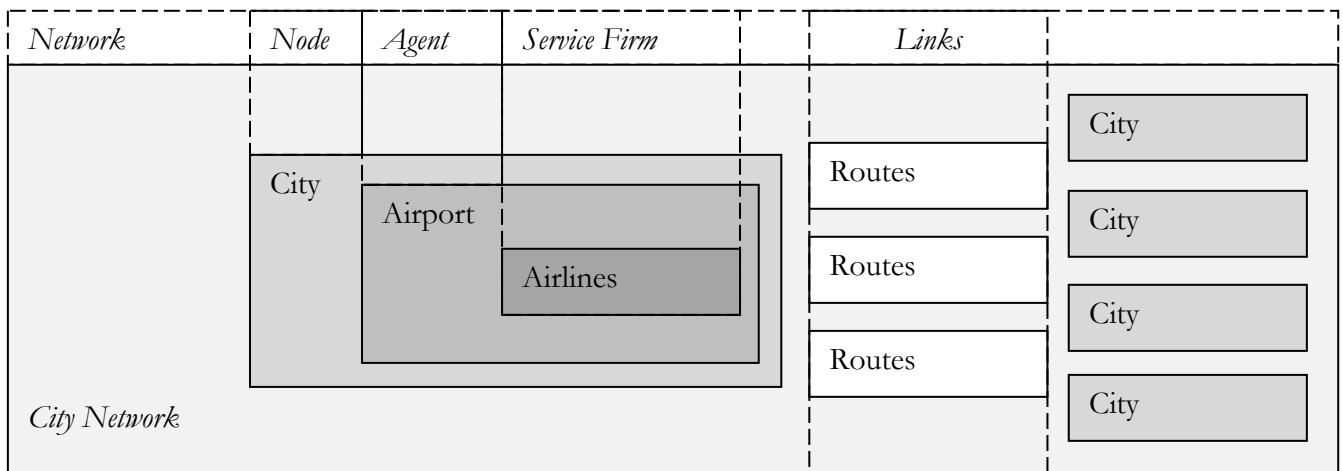 Network
Node
Agent
Service Firm
Links
City
Airport
Airlines
Routes
Routes
Routes
City
City
City
City
City Network